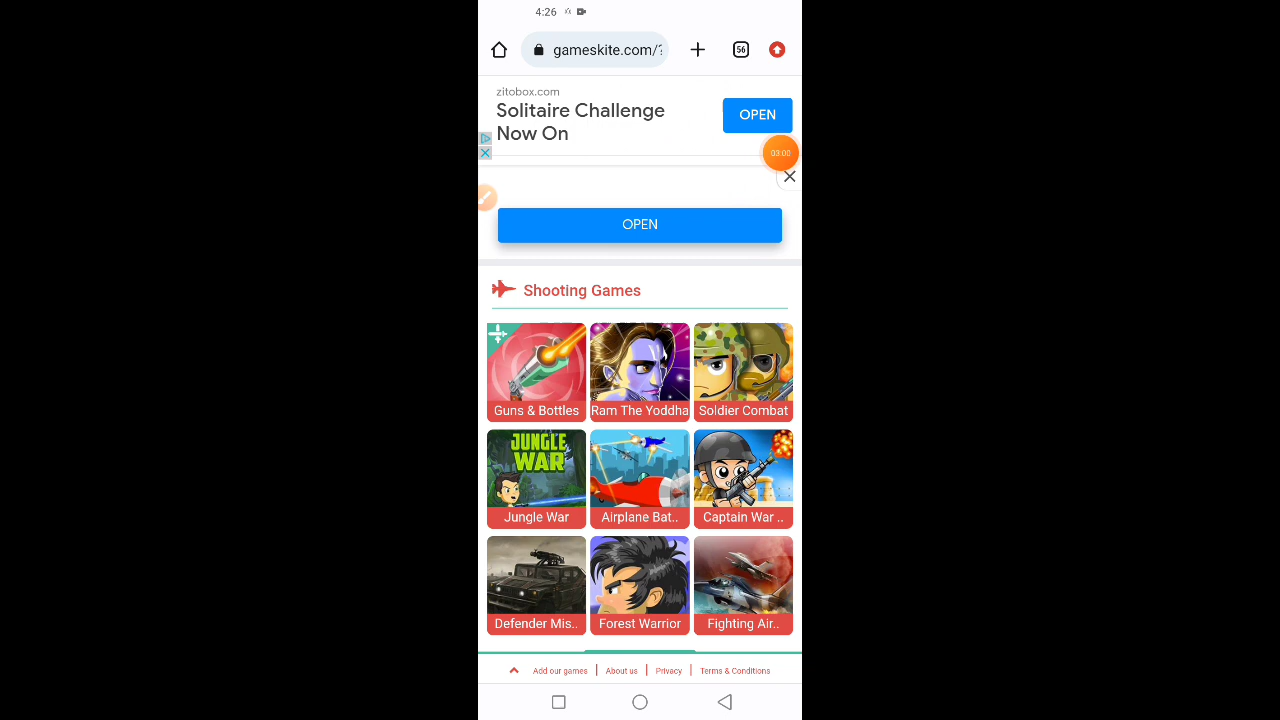 4:26
gameskite.com/?
56
zitobox.com
Solitaire Challenge
Now On
OPEN
03:00
OPEN
Shooting Games
Guns & Bottles
Ram The Yoddha
Soldier Combat
JUNGLE
WAR
Jungle War
Airplane Bat..
Captain War ..
Defender Mis..
Forest Warrior
Fighting Air..
Add our games | About us | Privacy | Terms & Conditions